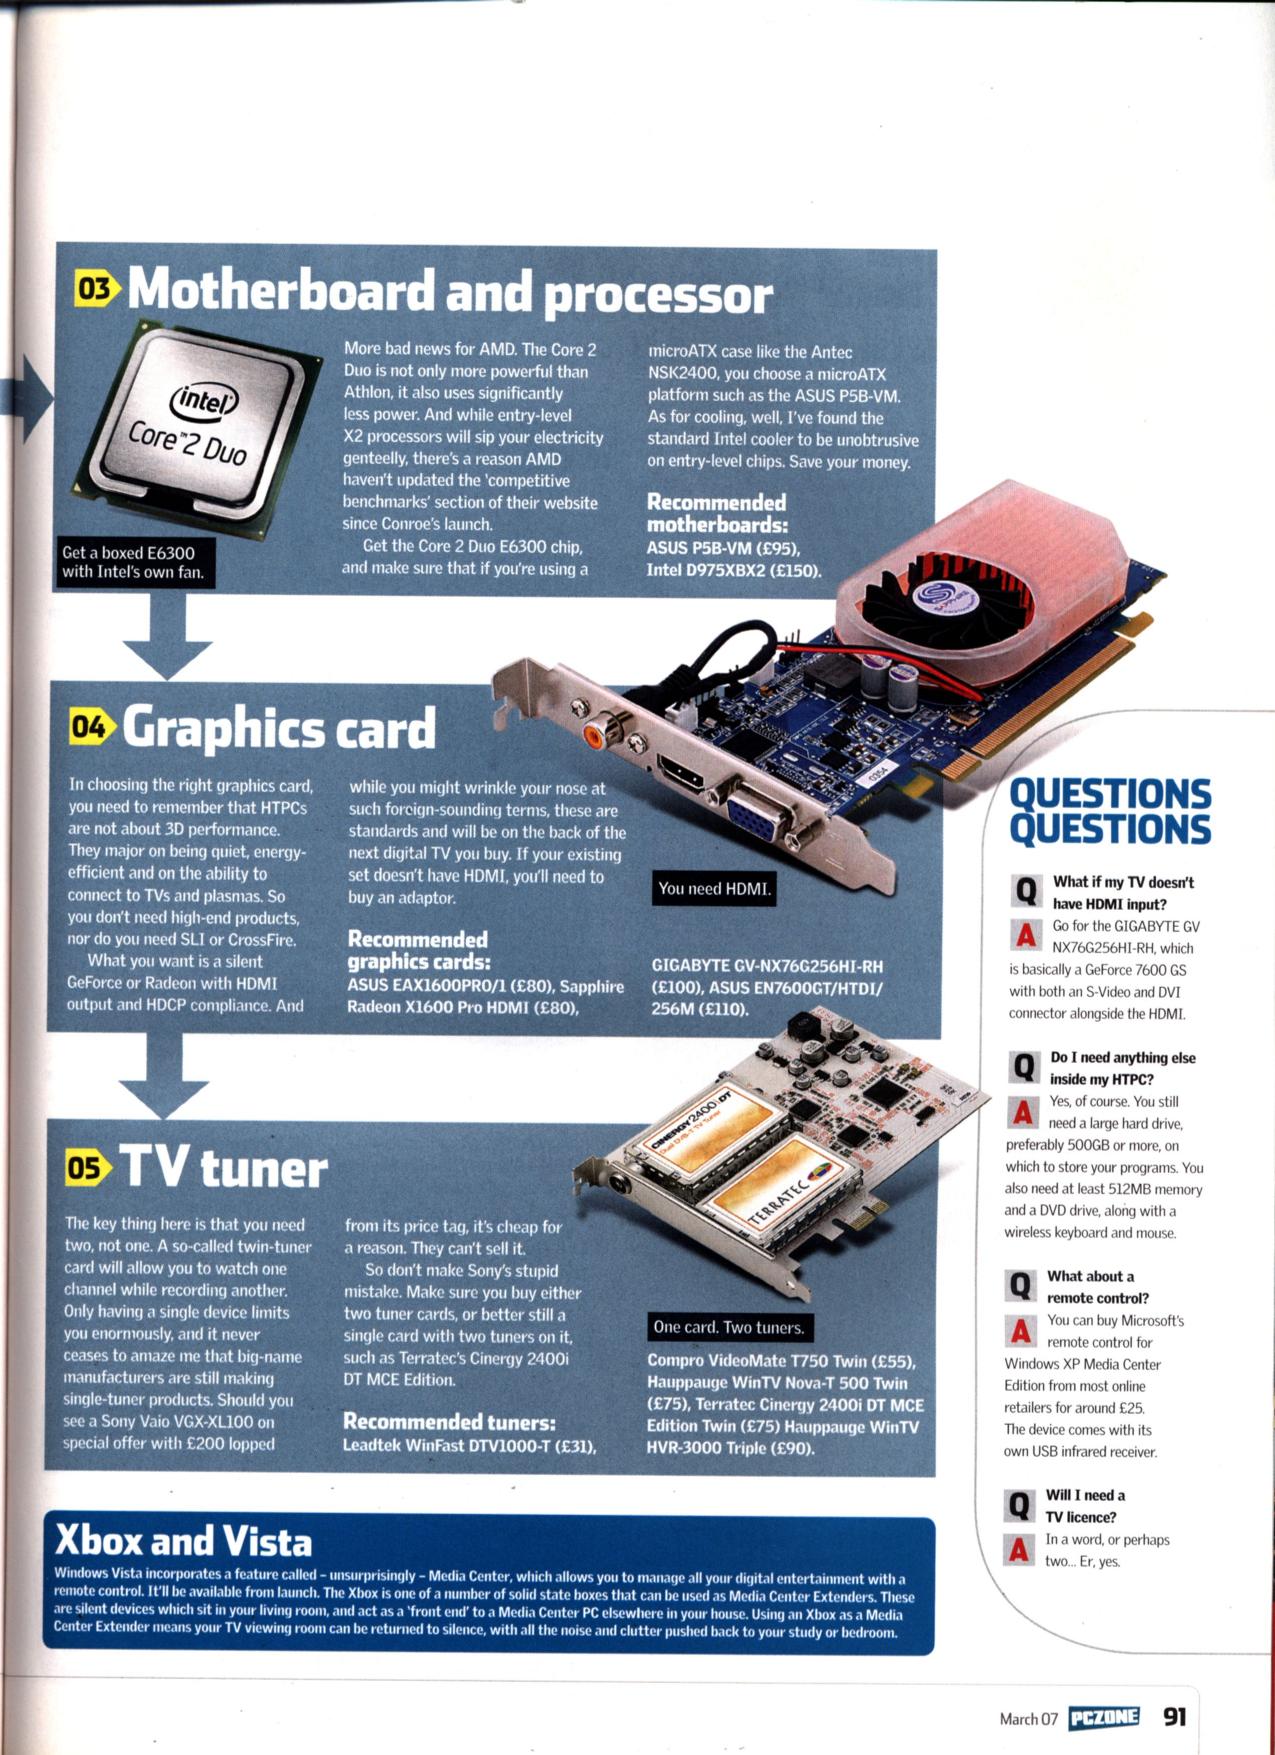 03 Motherboard and processor
intel
Core™2 Duo
Get a boxed E6300
with Intel's own fan.
More bad news for AMD. The Core 2
Duo is not only more powerful than
Athlon, it also uses significantly
less power. And while entry-level
X2 processors will sip your electricity
genteelly, there's a reason AMD
haven't updated the 'competitive
benchmarks' section of their website
since Conroe's launch.
Get the Core 2 Duo E6300 chip,
and make sure that if you're using a
microATX case like the Antec
NSK2400, you choose a microATX
platform such as the ASUS P5B-VM.
As for cooling, well, I've found the
standard Intel cooler to be unobtrusive
on entry-level chips. Save your money.
Recommended
motherboards:
ASUS P5B-VM (£95),
Intel D975XBX2 (£150).
SAPPHIRE
0354
04 Graphics card
In choosing the right graphics card,
you need to remember that HTPCs
are not about 3D performance.
They major on being quiet, energy-
efficient and on the ability to
connect to TVs and plasmas. So
you don't need high-end products,
nor do you need SLI or CrossFire.
What you want is a silent
GeForce or Radeon with HDMI
output and HDCP compliance. And
while you might wrinkle your nose at
such foreign-sounding terms, these are
standards and will be on the back of the
next digital TV you buy. If your existing
set doesn't have HDMI, you'll need to
buy an adaptor.
Recommended
graphics cards:
ASUS EAX1600PRO/1 (£80), Sapphire
Radeon X1600 Pro HDMI (£80),
You need HDMI.
GIGABYTE GV-NX76G256HI-RH
(£100), ASUS EN7600GT/HTDI/
256M (£110).
05 TV tuner
The key thing here is that you need
two, not one. A so-called twin-tuner
card will allow you to watch one
channel while recording another.
Only having a single device limits
you enormously, and it never
ceases to amaze me that big-name
manufacturers are still making
single-tuner products. Should you
see a Sony Vaio VGX-XL100 on
special offer with £200 lopped
from its price tag, it's cheap for
a reason. They can't sell it.
So don't make Sony's stupid
mistake. Make sure you buy either
two tuner cards, or better still a
single card with two tuners on it,
such as Terratec's Cinergy 2400i
DT MCE Edition.
Recommended tuners:
Leadtek WinFast DTV1000-T (£31),
CINERGY 2400i DT
Dual DVB-T TV Tuner
TERRATEC
One card. Two tuners.
Compro VideoMate T750 Twin (£55),
Hauppauge WinTV Nova-T 500 Twin
(£75), Terratec Cinergy 2400i DT MCE
Edition Twin (£75) Hauppauge WinTV
HVR-3000 Triple (£90).
Xbox and Vista
Windows Vista incorporates a feature called – unsurprisingly – Media Center, which allows you to manage all your digital entertainment with a
remote control. It'll be available from launch. The Xbox is one of a number of solid state boxes that can be used as Media Center Extenders. These
are silent devices which sit in your living room, and act as a 'front end' to a Media Center PC elsewhere in your house. Using an Xbox as a Media
Center Extender means your TV viewing room can be returned to silence, with all the noise and clutter pushed back to your study or bedroom.
QUESTIONS
QUESTIONS
Q What if my TV doesn't
have HDMI input?
A Go for the GIGABYTE GV
NX76G256HI-RH, which
is basically a GeForce 7600 GS
with both an S-Video and DVI
connector alongside the HDMI.
Q Do I need anything else
inside my HTPC?
A Yes, of course. You still
need a large hard drive,
preferably 500GB or more, on
which to store your programs. You
also need at least 512MB memory
and a DVD drive, along with a
wireless keyboard and mouse.
Q What about a
remote control?
A You can buy Microsoft's
remote control for
Windows XP Media Center
Edition from most online
retailers for around £25.
The device comes with its
own USB infrared receiver.
Q Will I need a
TV licence?
A In a word, or perhaps
two... Er, yes.
March 07 PCZONE 91